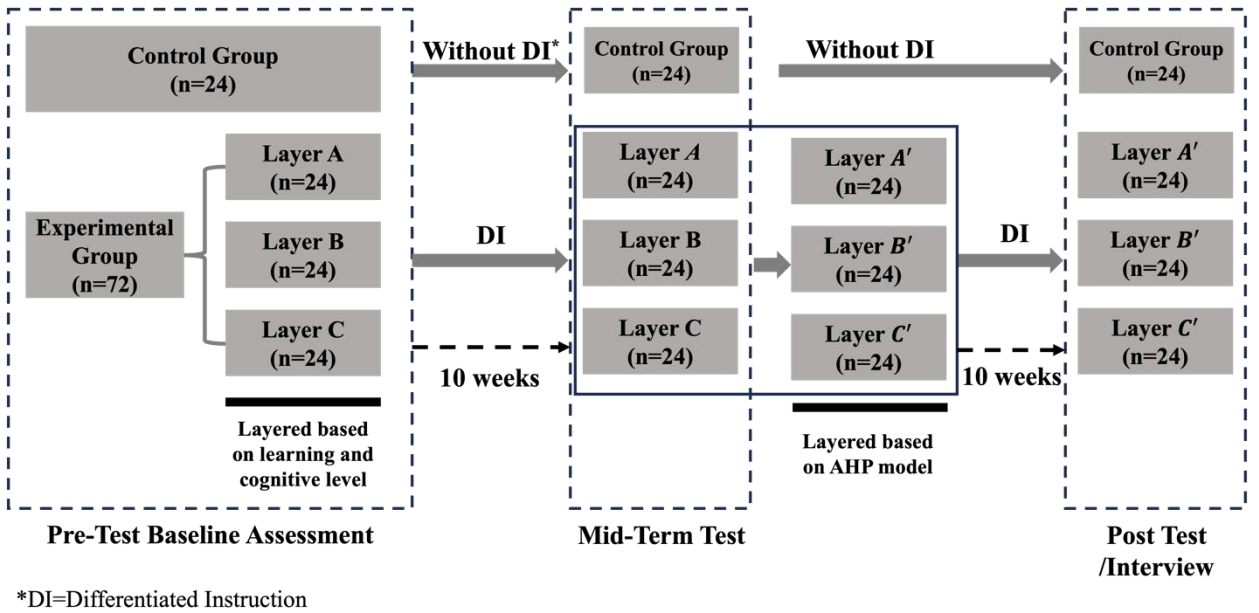 Control Group
(n=24)
Experimental
Group
(n=72)
Layer A
(n=24)
Layer B
(n=24)
Layer C
(n=24)
Layered based
on learning and
cognitive level
Pre-Test Baseline Assessment
Without DI*
DI
10 weeks
Control Group
(n=24)
Layer A
(n=24)
Layer B
(n=24)
Layer C
(n=24)
Mid-Term Test
Layer A′
(n=24)
Layer B′
(n=24)
Layer C′
(n=24)
Layered based
on AHP model
Without DI
DI
10 weeks
Control Group
(n=24)
Layer A′
(n=24)
Layer B′
(n=24)
Layer C′
(n=24)
Post Test
/Interview
*DI=Differentiated Instruction